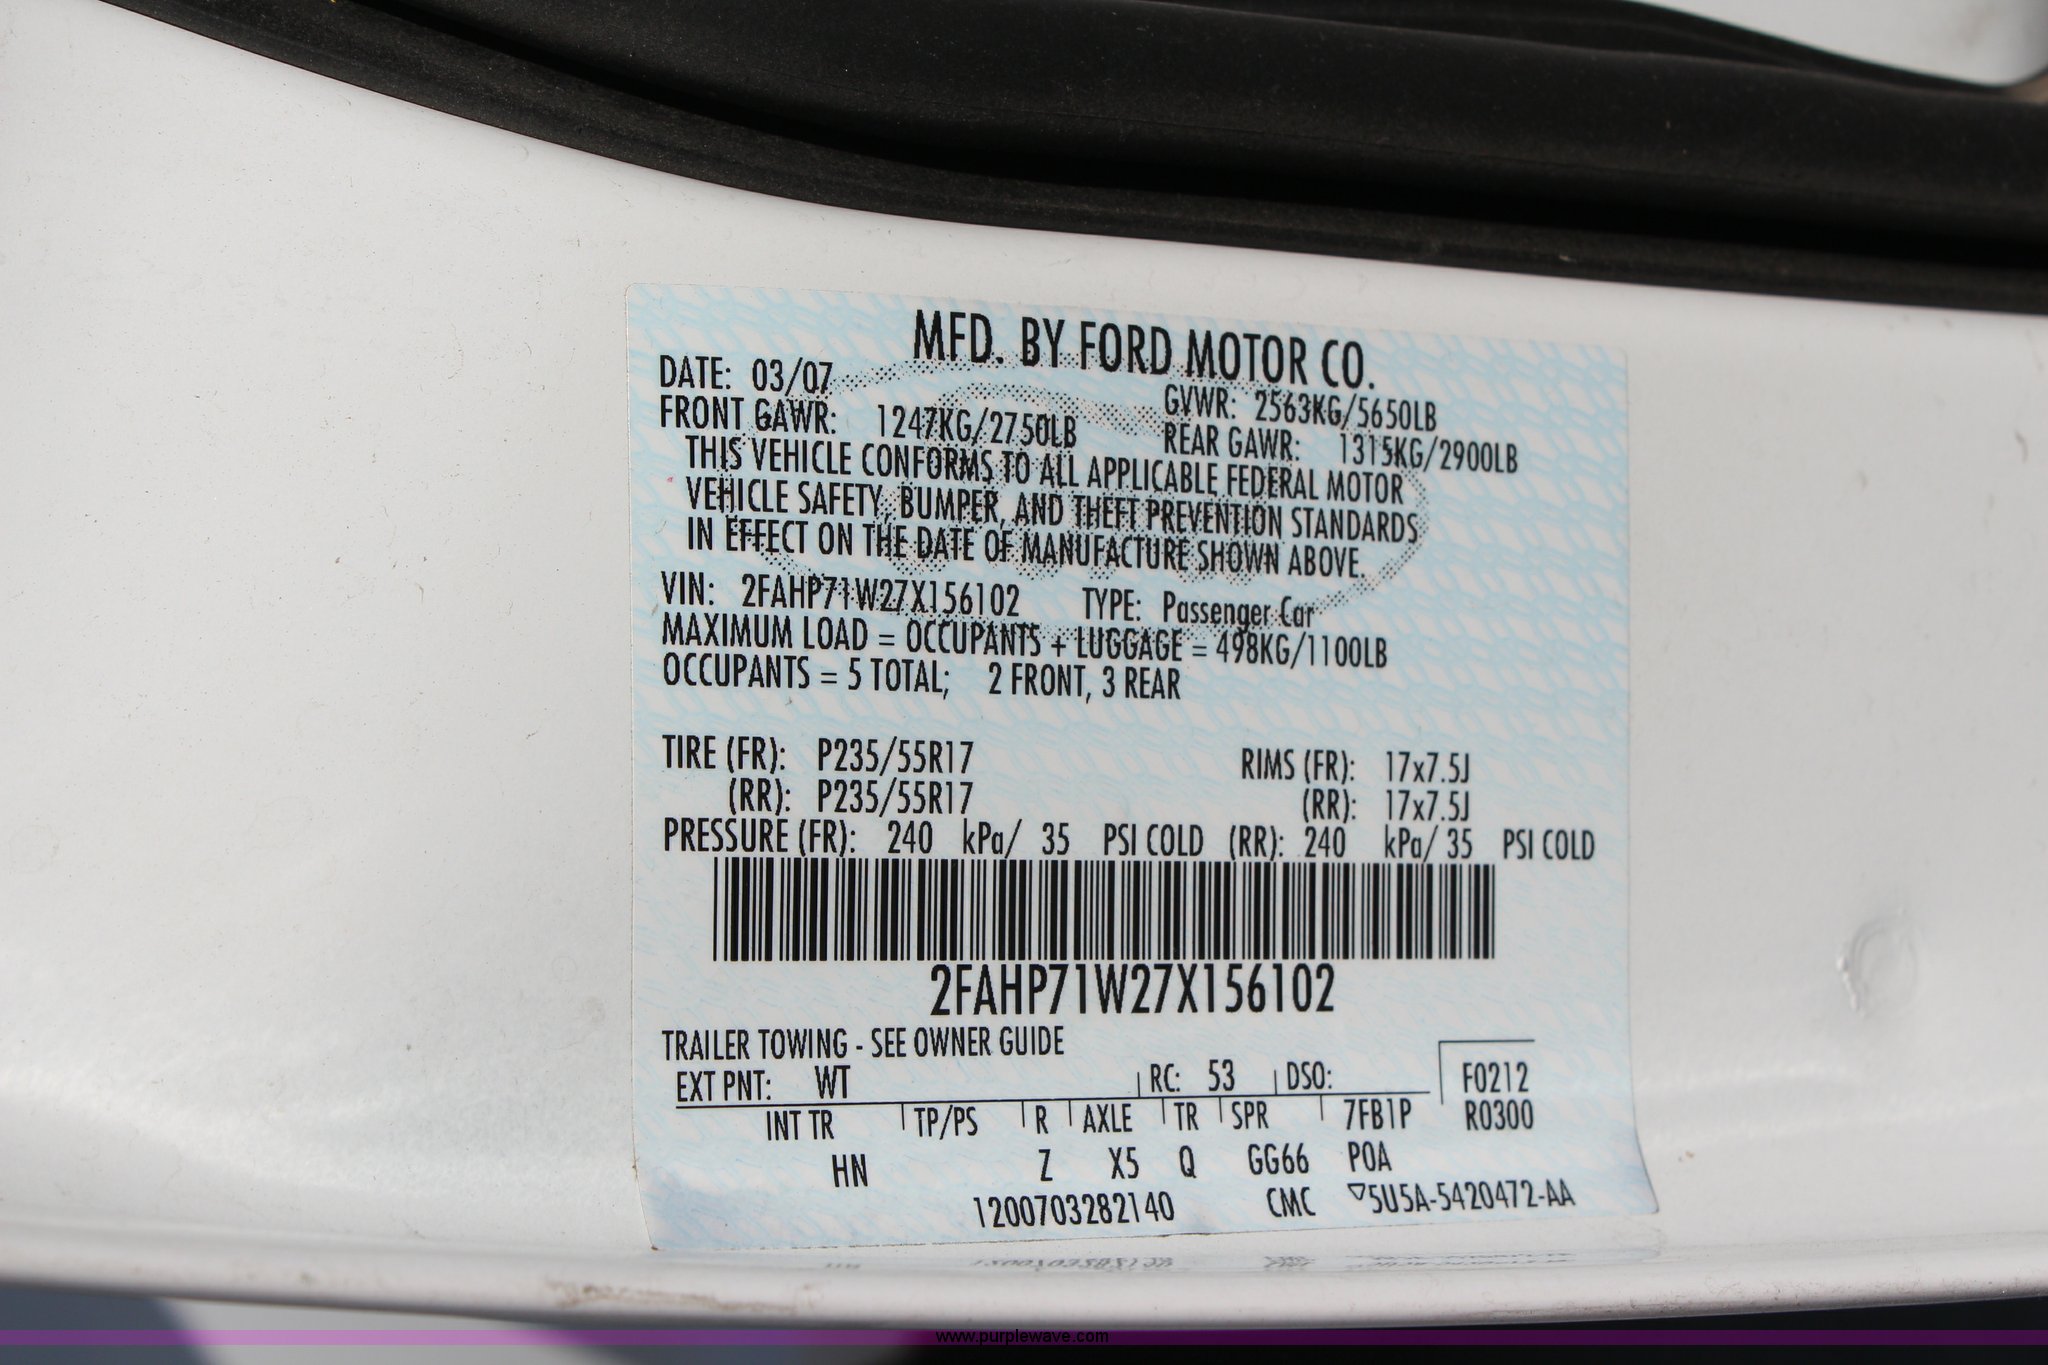 MFD. BY FORD MOTOR CO.
DATE: 03/07 GVWR: 2563KG/5650LB
FRONT GAWR: 1247KG/2750LB REAR GAWR: 1315KG/2900LB
THIS VEHICLE CONFORMS TO ALL APPLICABLE FEDERAL MOTOR
VEHICLE SAFETY, BUMPER, AND THEFT PREVENTION STANDARDS
IN EFFECT ON THE DATE OF MANUFACTURE SHOWN ABOVE.
VIN: 2FAHP71W27X156102 TYPE: Passenger Car
MAXIMUM LOAD = OCCUPANTS + LUGGAGE = 498KG/1100LB
OCCUPANTS = 5 TOTAL; 2 FRONT, 3 REAR
TIRE (FR): P235/55R17 RIMS (FR): 17x7.5J
(RR): P235/55R17 (RR): 17x7.5J
PRESSURE (FR): 240 kPa/ 35 PSI COLD (RR): 240 kPa/ 35 PSI COLD
2FAHP71W27X156102
TRAILER TOWING - SEE OWNER GUIDE
EXT PNT: WT RC: 53 DSO: F0212
INT TR TP/PS R AXLE TR SPR 7FB1P R0300
HN Z X5 Q GG66 POA
1200703282140 CMC ▽5U5A-5420472-AA
www.purplewave.com